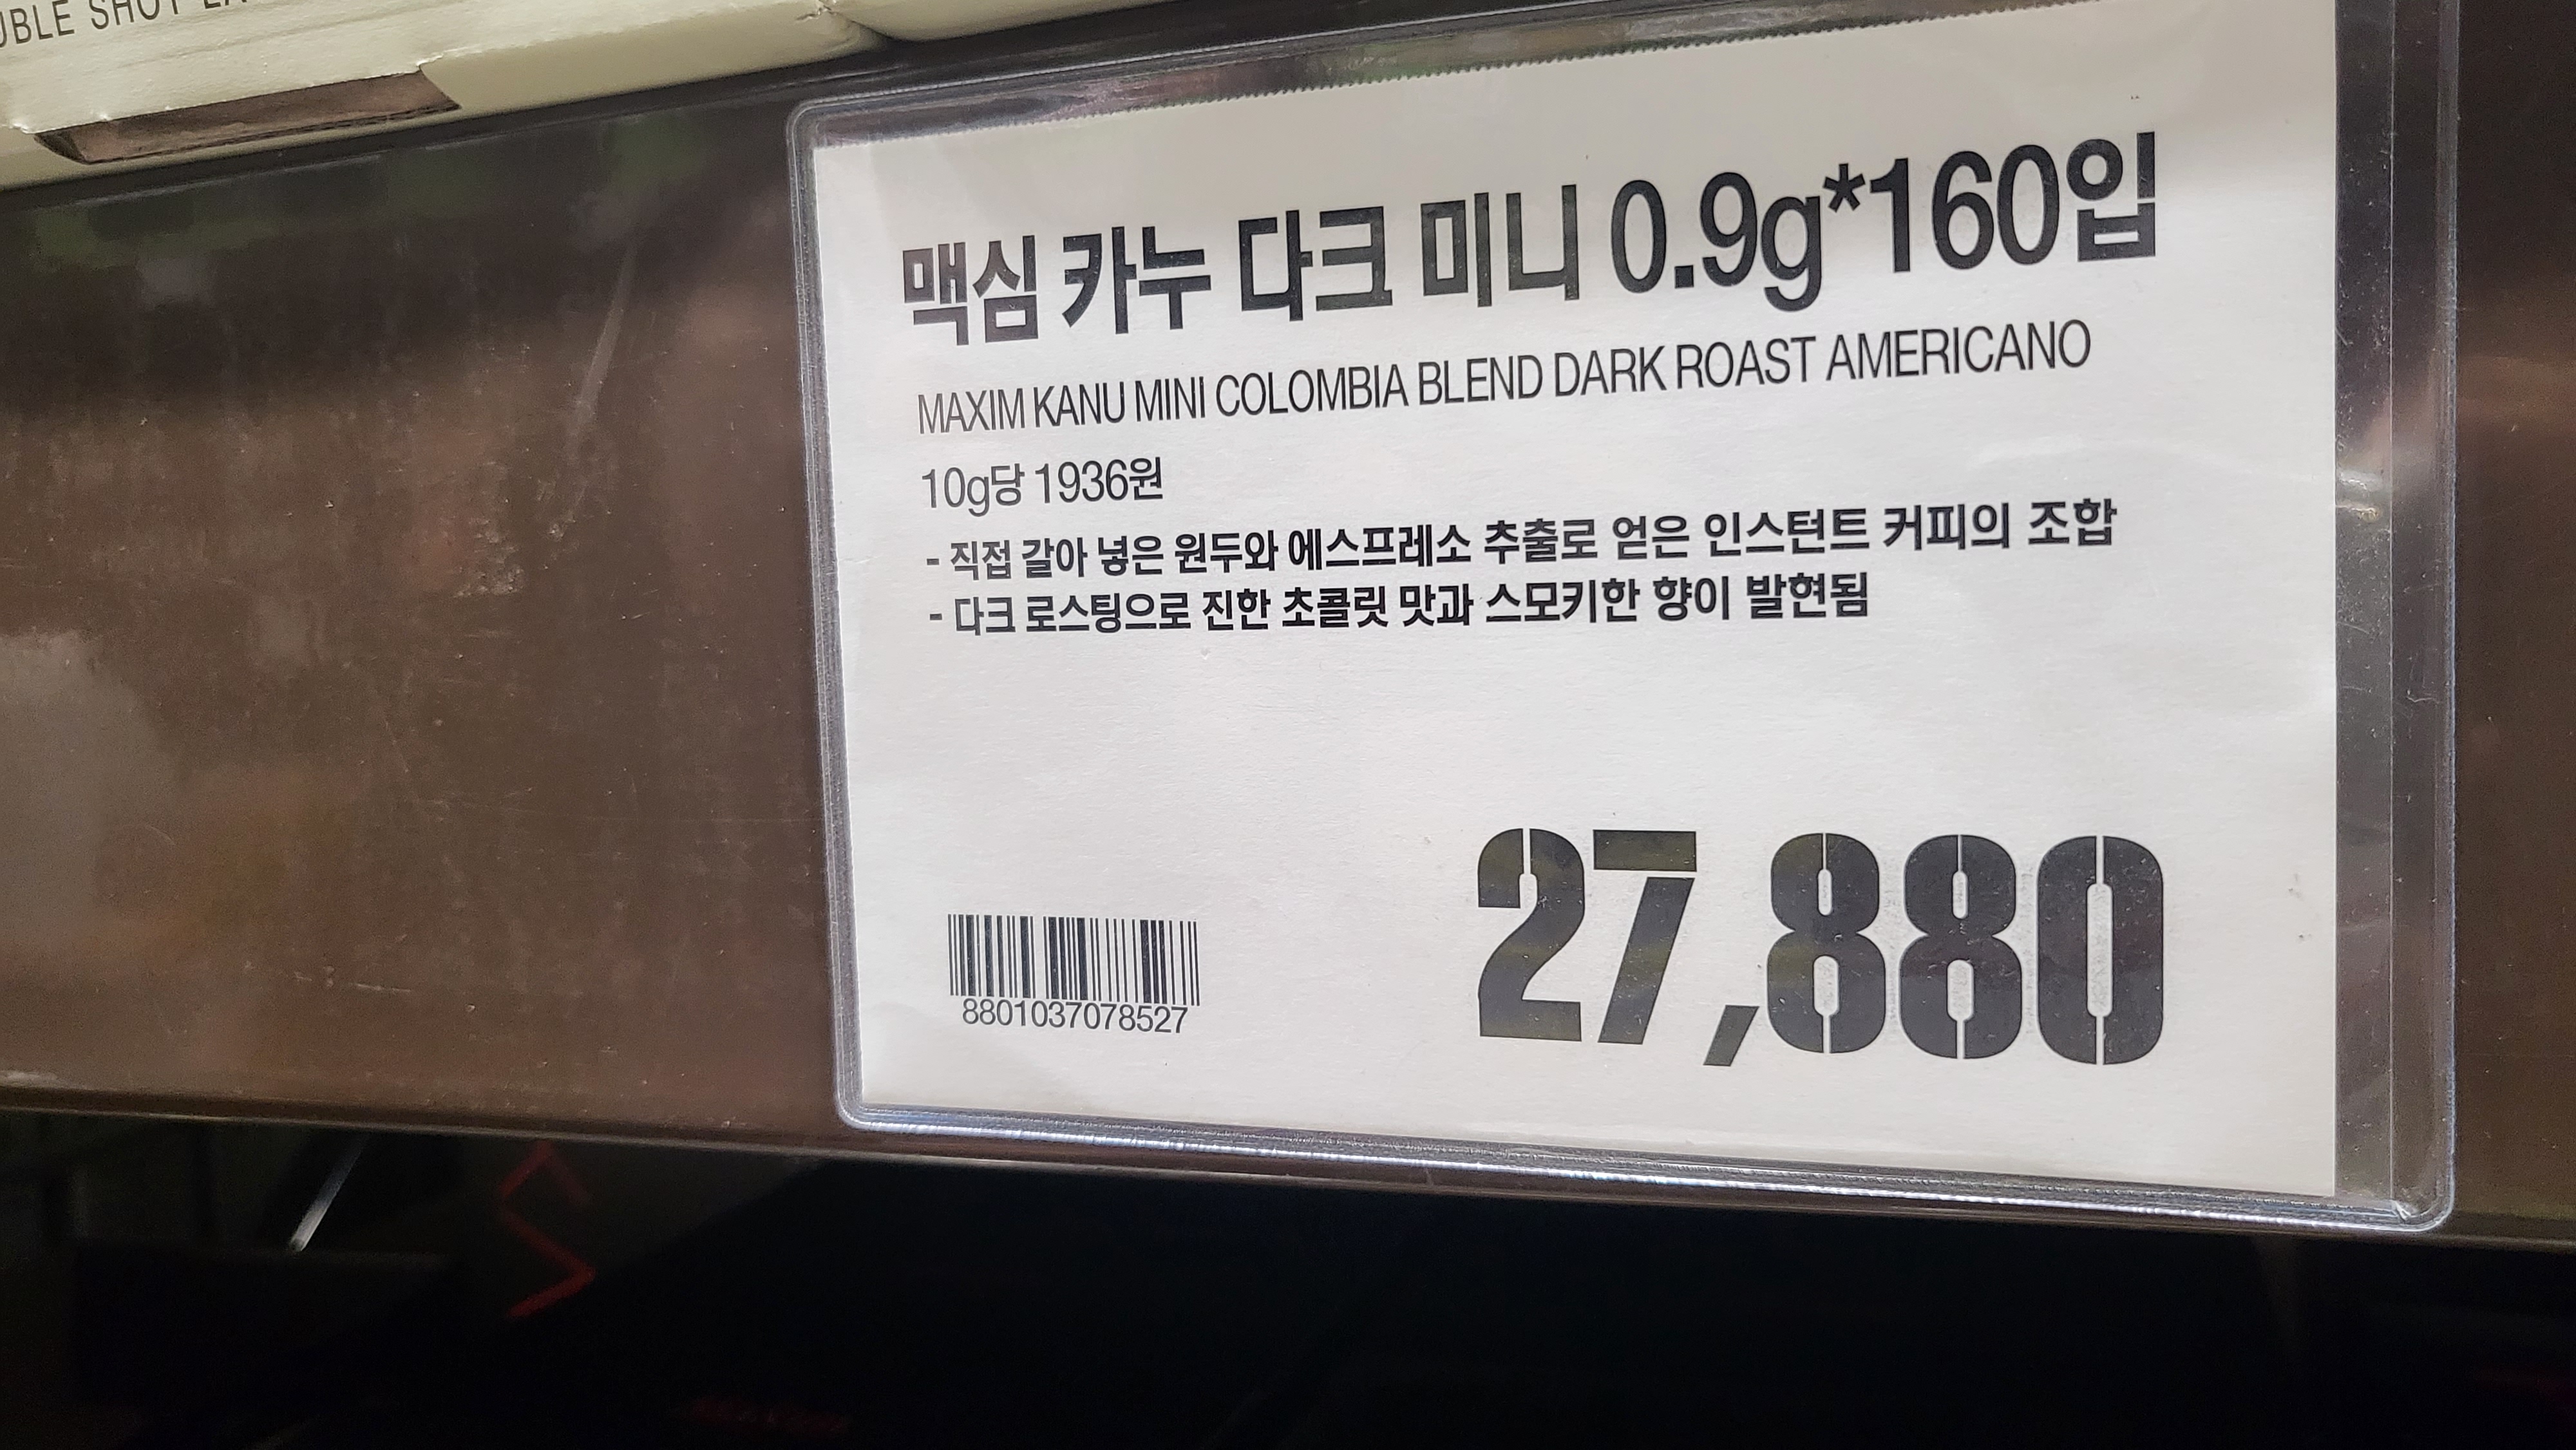 SHOT
맥심 카누 다크 미니 0.9g*160입
MAXIM KANU MINI COLOMBIA BLEND DARK ROAST AMERICANO
10g당 1936원
- 직접 갈아 넣은 원두와 에스프레소 추출로 얻은 인스턴트 커피의 조합
- 다크 로스팅으로 진한 초콜릿 맛과 스모키한 향이 발현됨
27,880
8801037078527